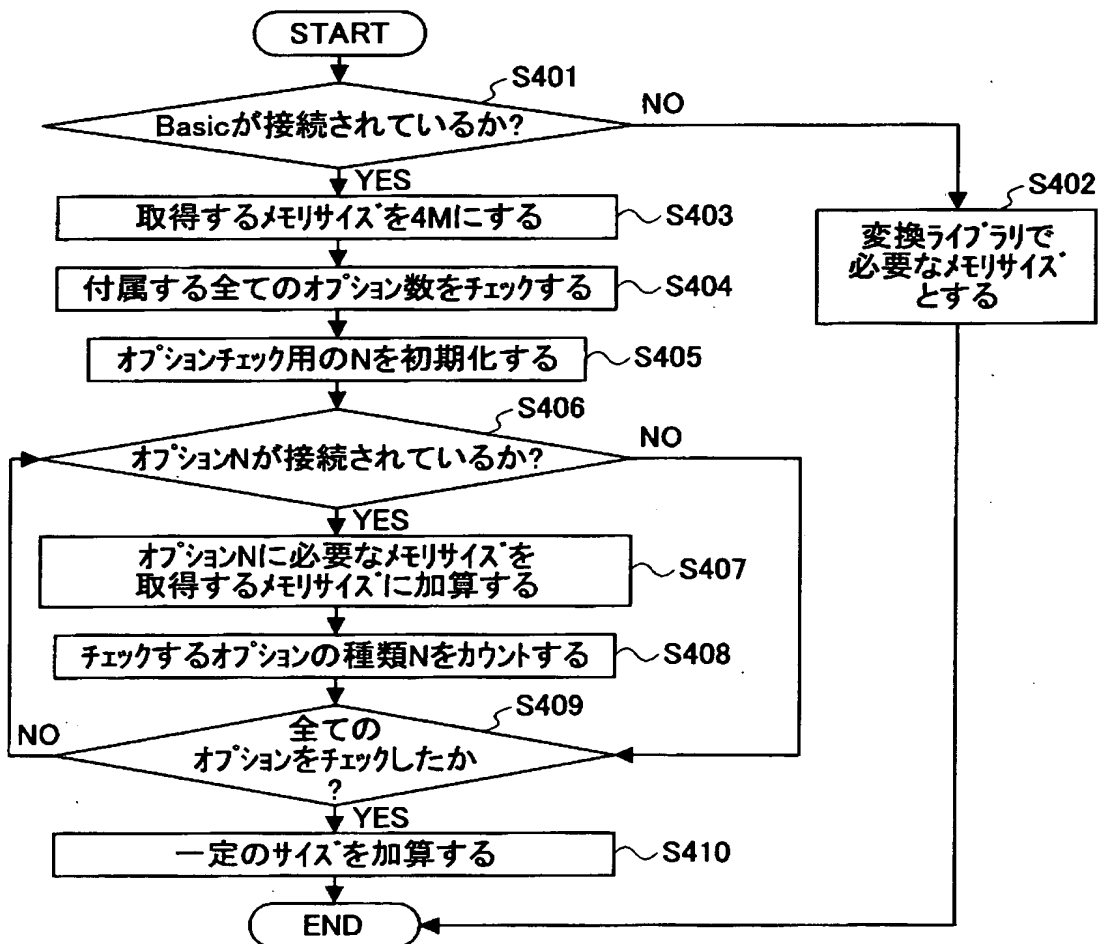 START
S401
Basicが接続されているか?
NO
YES
S402
変換ライブラリで
必要なメモリサイズ
とする
取得するメモリサイズを4Mにする
S403
付属する全てのオプション数をチェックする
S404
オプションチェック用のNを初期化する
S405
S406
オプションNが接続されているか?
NO
YES
オプションNに必要なメモリサイズを
取得するメモリサイズに加算する
S407
チェックするオプションの種類Nをカウントする
S408
S409
全ての
オプションをチェックしたか
?
NO
YES
一定のサイズを加算する
S410
END